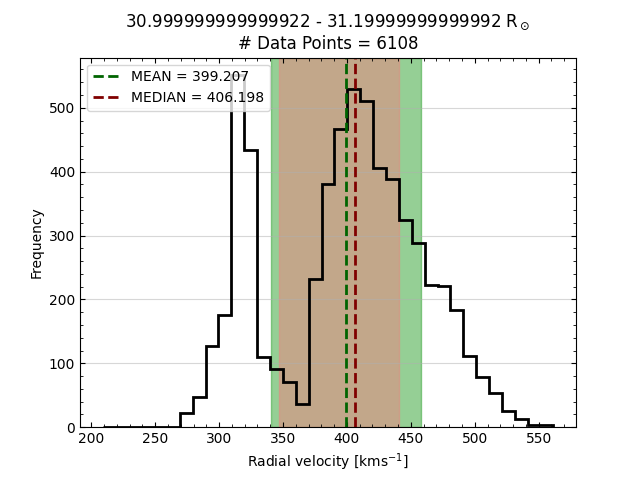 30.999999999999922 - 31.19999999999992 R⊙
# Data Points = 6108
MEAN = 399.207
MEDIAN = 406.198
Frequency
500
400
300
200
100
0
200 250 300 350 400 450 500 550
Radial velocity [kms⁻¹]